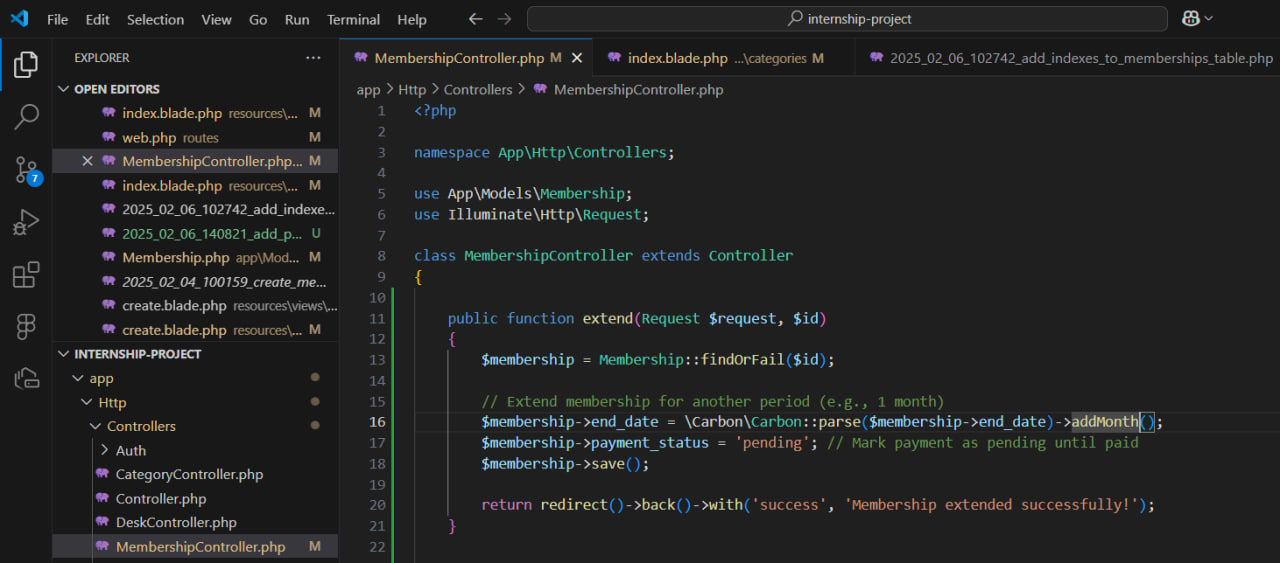 File Edit Selection View Go Run Terminal Help internship-project
EXPLORER ...
OPEN EDITORS
index.blade.php resources\... M
web.php routes M
MembershipController.php... M
index.blade.php resources\... M
2025_02_06_102742_add_indexe...
2025_02_06_140821_add_p... U
Membership.php app\Mod... M
2025_02_04_100159_create_me...
create.blade.php resources\views\...
create.blade.php resources\... M
INTERNSHIP-PROJECT
app
Http
Controllers
Auth
CategoryController.php
Controller.php
DeskController.php
MembershipController.php M
7
MembershipController.php M index.blade.php ...\categories M 2025_02_06_102742_add_indexes_to_memberships_table.php
app > Http > Controllers > MembershipController.php
1 <?php
2
3 namespace App\Http\Controllers;
4
5 use App\Models\Membership;
6 use Illuminate\Http\Request;
7
8 class MembershipController extends Controller
9 {
10
11 public function extend(Request $request, $id)
12 {
13 $membership = Membership::findOrFail($id);
14
15 // Extend membership for another period (e.g., 1 month)
16 $membership->end_date = \Carbon\Carbon::parse($membership->end_date)->addMonth();
17 $membership->payment_status = 'pending'; // Mark payment as pending until paid
18 $membership->save();
19
20 return redirect()->back()->with('success', 'Membership extended successfully!');
21 }
22